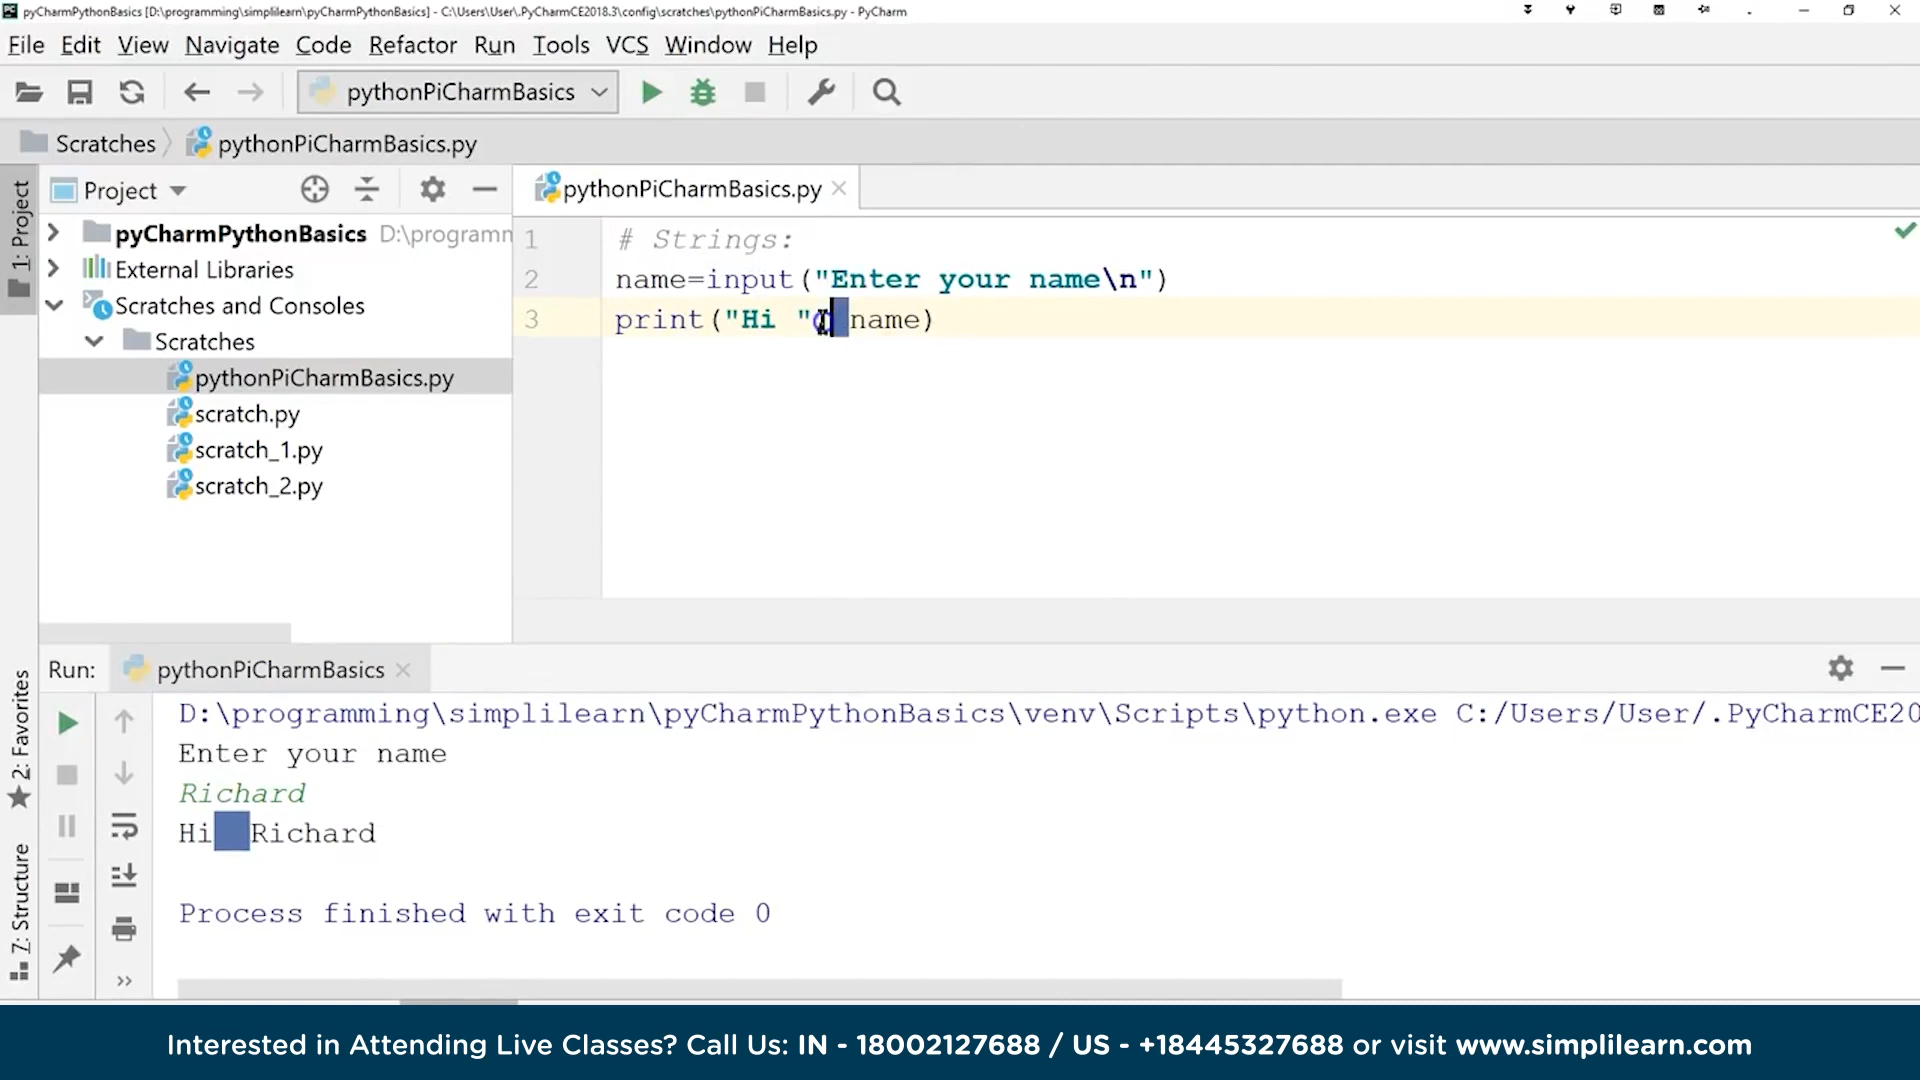 pyCharmPythonBasics [D:\programming\simplilearn\pyCharmPythonBasics] - C:\Users\User\.PyCharmCE2018.3\config\scratches\pythonPiCharmBasics.py - PyCharm
File Edit View Navigate Code Refactor Run Tools VCS Window Help
pythonPiCharmBasics
Scratches pythonPiCharmBasics.py
1: Project
Project
pyCharmPythonBasics D:\programm
External Libraries
Scratches and Consoles
Scratches
pythonPiCharmBasics.py
scratch.py
scratch_1.py
scratch_2.py
pythonPiCharmBasics.py
1 # Strings:
2 name=input("Enter your name\n")
3 print("Hi " name)
2: Favorites
7: Structure
Run: pythonPiCharmBasics
D:\programming\simplilearn\pyCharmPythonBasics\venv\Scripts\python.exe C:/Users/User/.PyCharmCE20
Enter your name
Richard
Hi  Richard
Process finished with exit code 0
Interested in Attending Live Classes? Call Us: IN - 18002127688 / US - +18445327688 or visit www.simplilearn.com